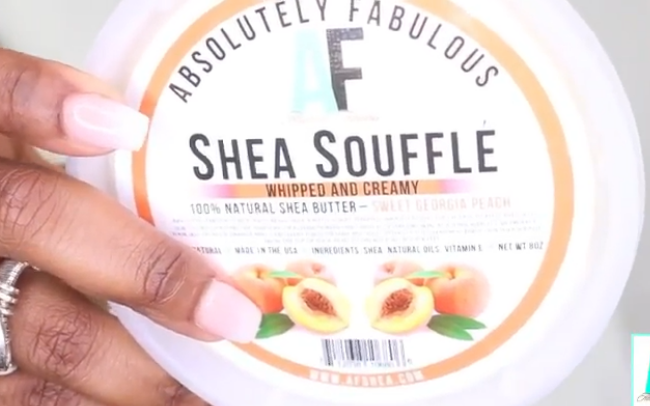 ABSOLUTELY FABULOUS
AF
SHEA SOUFFLÉ
WHIPPED AND CREAMY
100% NATURAL SHEA BUTTER – SWEET GEORGIA PEACH
NATURAL / MADE IN THE USA / INGREDIENTS: SHEA, NATURAL OILS, VITAMIN E / NET WT 8OZ
WWW.AFSHEA.COM